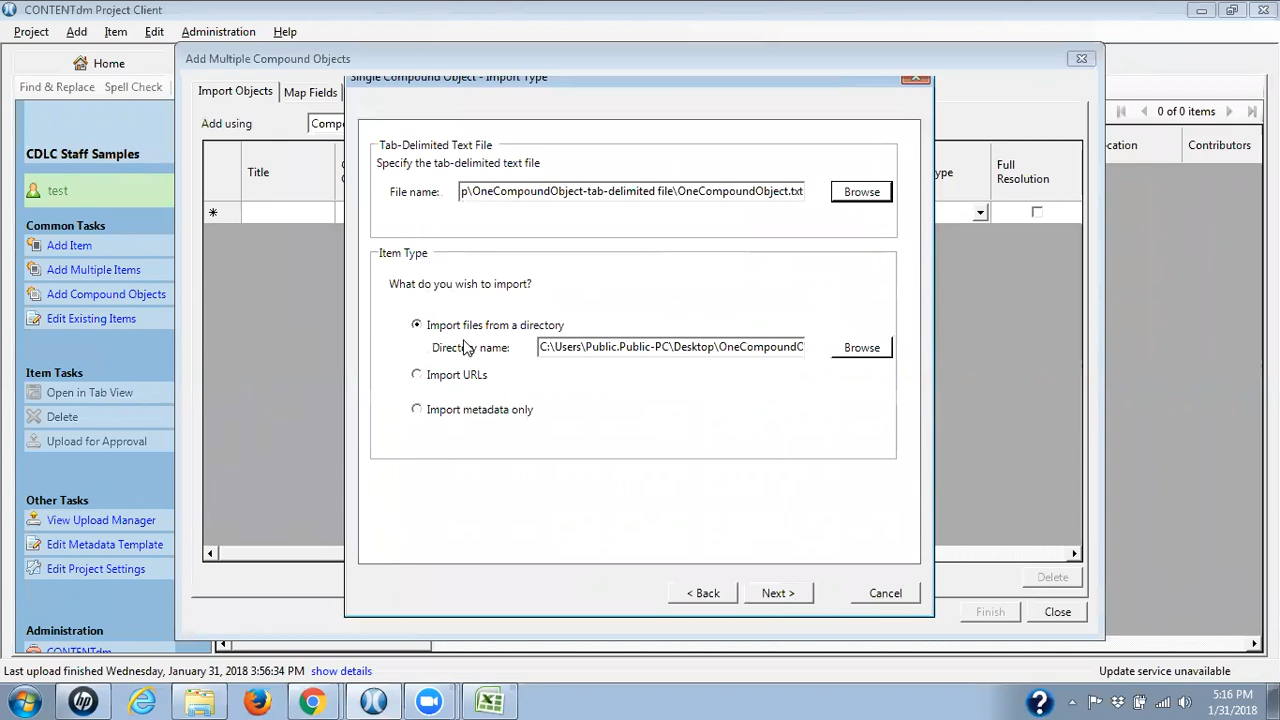 CONTENTdm Project Client
Project Add Item Edit Administration Help
Home
Find & Replace Spell Check
CDLC Staff Samples
test
Common Tasks
Add Item
Add Multiple Items
Add Compound Objects
Edit Existing Items
Item Tasks
Open in Tab View
Delete
Upload for Approval
Other Tasks
View Upload Manager
Edit Metadata Template
Edit Project Settings
Administration
CONTENTdm
Add Multiple Compound Objects
Import Objects Map Fields
Add using Compo
Title
Single Compound Object - Import Type
Tab-Delimited Text File
Specify the tab-delimited text file
File name: p\OneCompoundObject-tab-delimited file\OneCompoundObject.txt Browse
Item Type
What do you wish to import?
Import files from a directory
Directory name: C:\Users\Public.Public-PC\Desktop\OneCompoundC Browse
Import URLs
Import metadata only
< Back Next > Cancel
ype Full Resolution
Delete
Finish Close
0 of 0 items
cation Contributors
Last upload finished Wednesday, January 31, 2018 3:56:34 PM show details
Update service unavailable
5:16 PM
1/31/2018